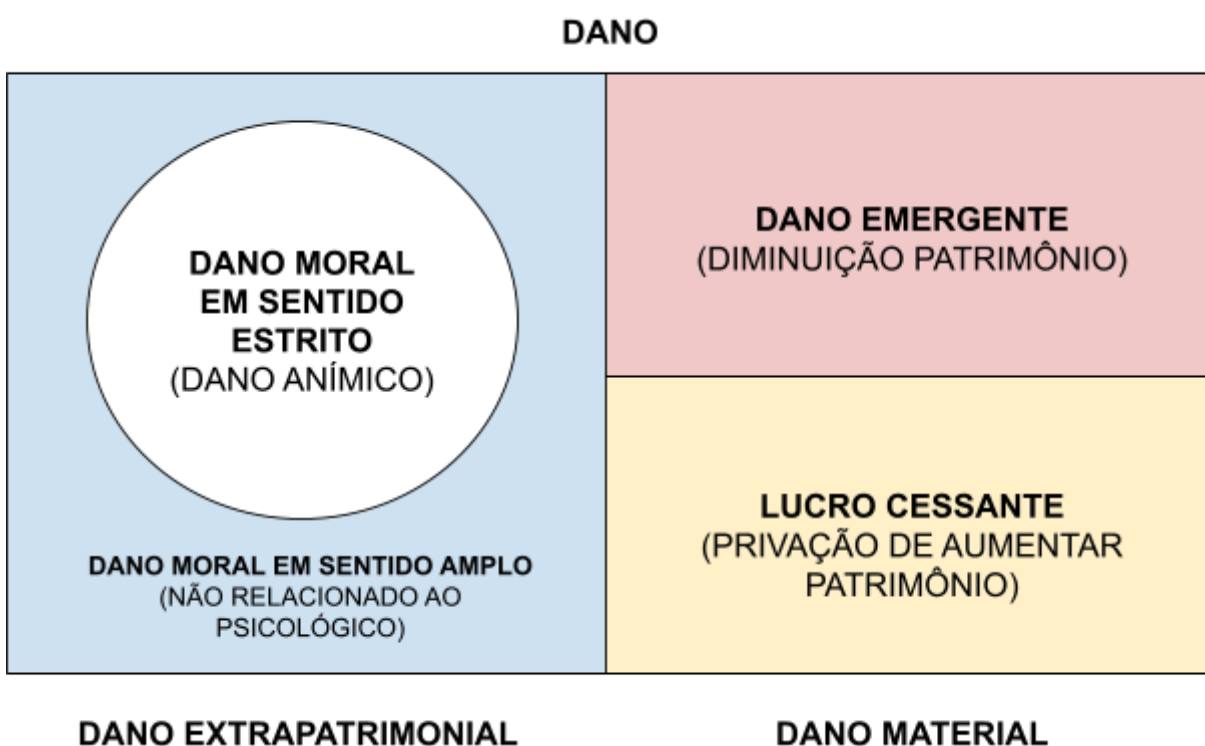 DANO
DANO MORAL
EM SENTIDO
ESTRITO
(DANO ANÍMICO)
DANO MORAL EM SENTIDO AMPLO
(NÃO RELACIONADO AO
PSICOLÓGICO)
DANO EMERGENTE
(DIMINUIÇÃO PATRIMÔNIO)
LUCRO CESSANTE
(PRIVAÇÃO DE AUMENTAR
PATRIMÔNIO)
DANO EXTRAPATRIMONIAL
DANO MATERIAL